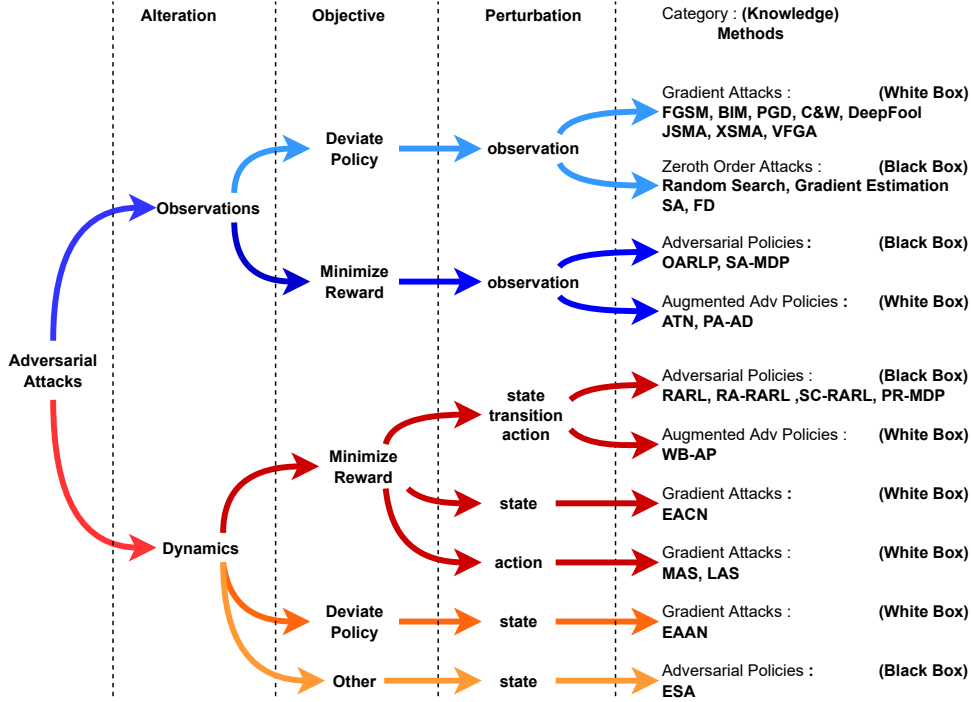 Alteration
Objective
Perturbation
Category : (Knowledge)
Methods
Adversarial
Attacks
Observations
Deviate
Policy
observation
Gradient Attacks : (White Box)
FGSM, BIM, PGD, C&W, DeepFool
JSMA, XSMA, VFGA
Zeroth Order Attacks : (Black Box)
Random Search, Gradient Estimation
SA, FD
Minimize
Reward
observation
Adversarial Policies : (Black Box)
OARLP, SA-MDP
Augmented Adv Policies : (White Box)
ATN, PA-AD
Dynamics
Minimize
Reward
state
transition
action
Adversarial Policies : (Black Box)
RARL, RA-RARL ,SC-RARL, PR-MDP
Augmented Adv Policies : (White Box)
WB-AP
state
Gradient Attacks : (White Box)
EACN
action
Gradient Attacks : (White Box)
MAS, LAS
Deviate
Policy
state
Gradient Attacks : (White Box)
EAAN
Other
state
Adversarial Policies : (Black Box)
ESA